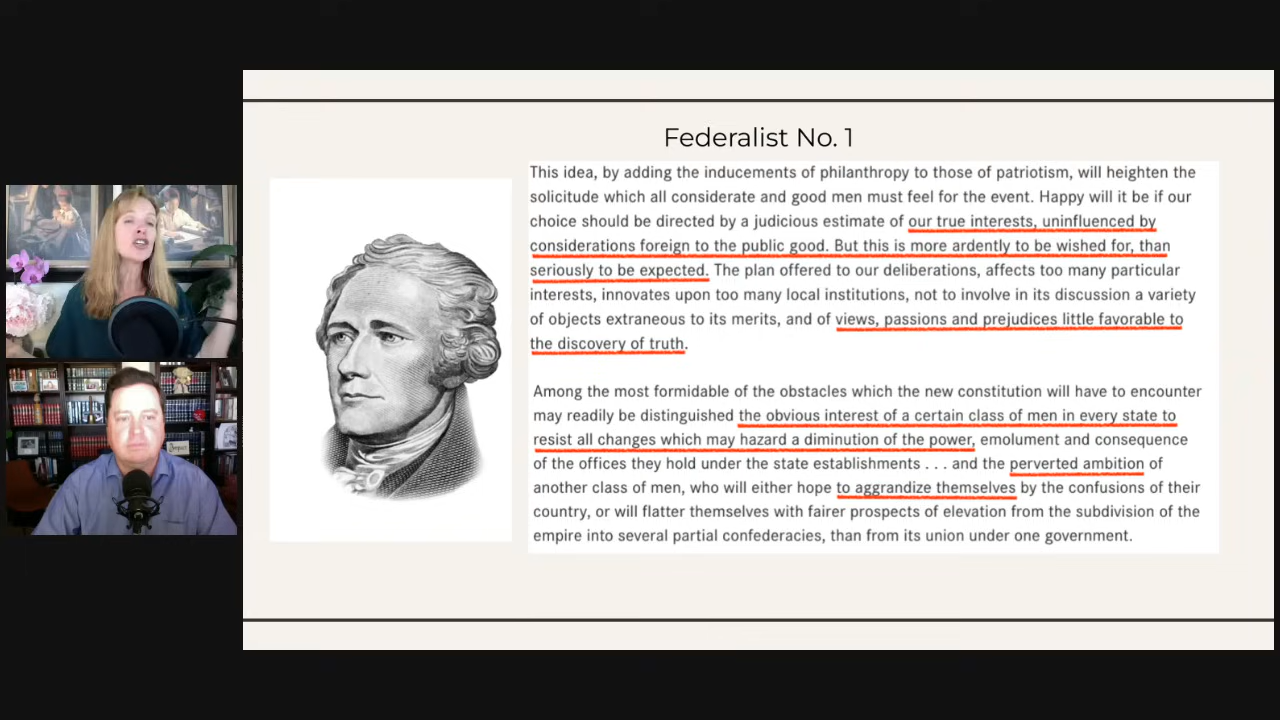 Federalist No. 1
This idea, by adding the inducements of philanthropy to those of patriotism, will heighten the
solicitude which all considerate and good men must feel for the event. Happy will it be if our
choice should be directed by a judicious estimate of our true interests, uninfluenced by
considerations foreign to the public good. But this is more ardently to be wished for, than
seriously to be expected. The plan offered to our deliberations, affects too many particular
interests, innovates upon too many local institutions, not to involve in its discussion a variety
of objects extraneous to its merits, and of views, passions and prejudices little favorable to
the discovery of truth.
Among the most formidable of the obstacles which the new constitution will have to encounter
may readily be distinguished the obvious interest of a certain class of men in every state to
resist all changes which may hazard a diminution of the power, emolument and consequence
of the offices they hold under the state establishments . . . and the perverted ambition of
another class of men, who will either hope to aggrandize themselves by the confusions of their
country, or will flatter themselves with fairer prospects of elevation from the subdivision of the
empire into several partial confederacies, than from its union under one government.